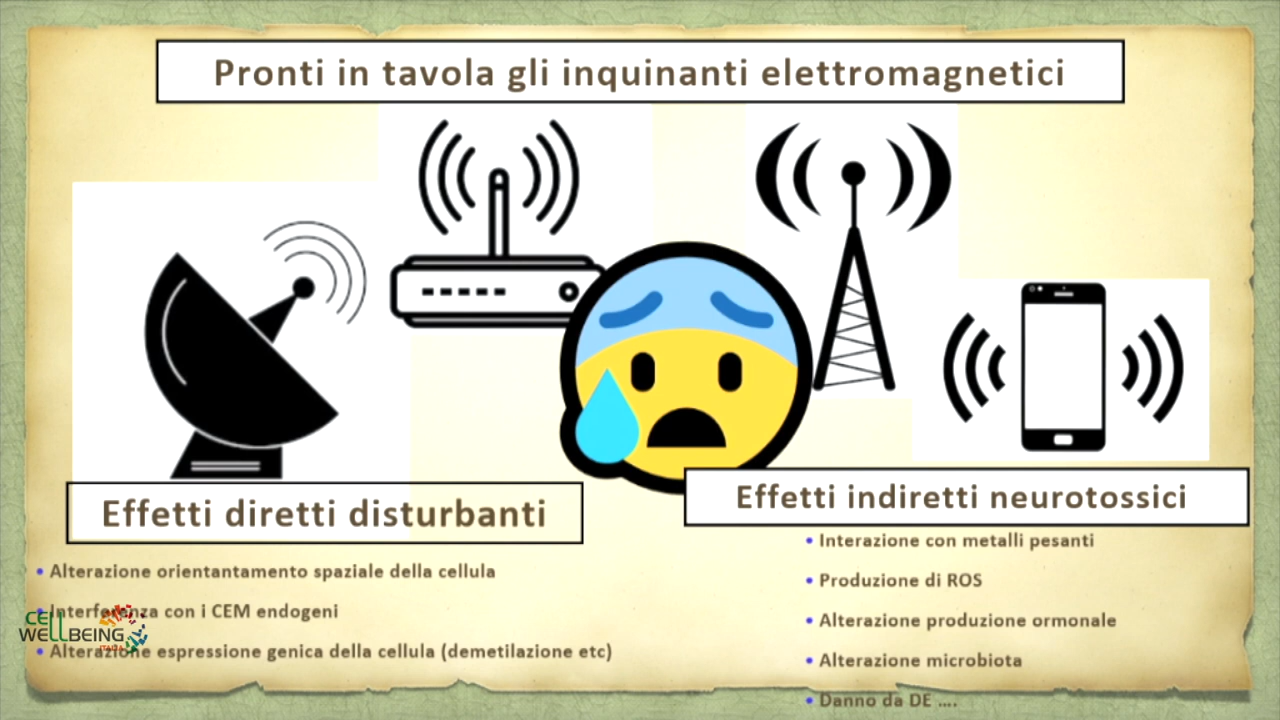 Pronti in tavola gli inquinanti elettromagnetici
Effetti diretti disturbanti
• Alterazione orientantamento spaziale della cellula
• Interferenza con i CEM endogeni
• Alterazione espressione genica della cellula (demetilazione etc)
Effetti indiretti neurotossici
• Interazione con metalli pesanti
• Produzione di ROS
• Alterazione produzione ormonale
• Alterazione microbiota
• Danno da DE ....
CELL
WELLBEING
ITALIA